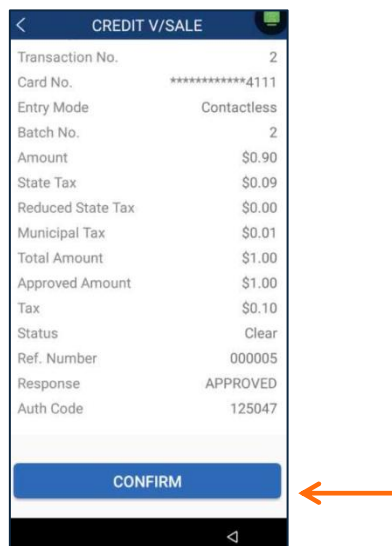 CREDIT V/SALE
Transaction No. 2
Card No. ************4111
Entry Mode Contactless
Batch No. 2
Amount $0.90
State Tax $0.09
Reduced State Tax $0.00
Municipal Tax $0.01
Total Amount $1.00
Approved Amount $1.00
Tax $0.10
Status Clear
Ref. Number 000005
Response APPROVED
Auth Code 125047
CONFIRM